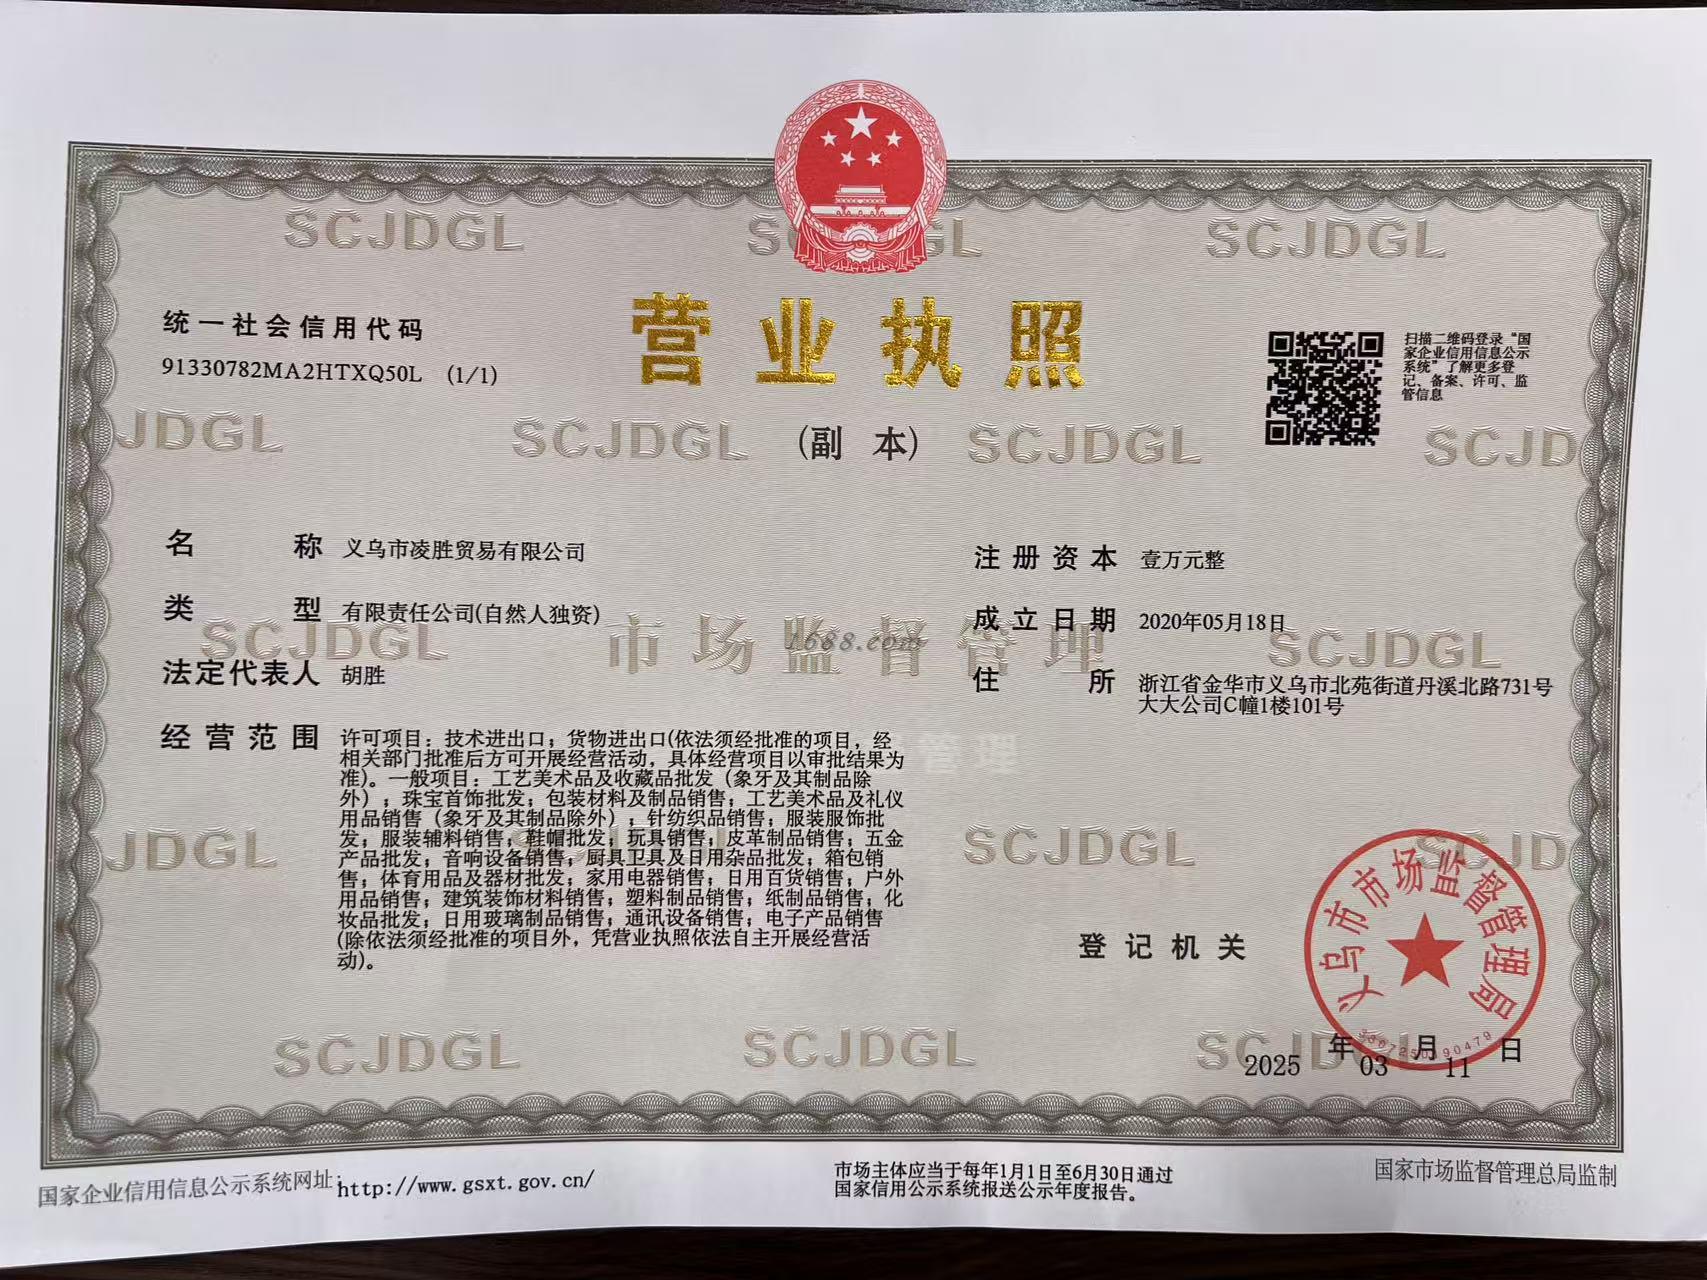 统一社会信用代码
91330782MA2HTXQ50L (1/1)
营业执照
(副 本)
扫描二维码登录“国
家企业信用信息公示
系统”了解更多登
记、备案、许可、监
管信息
名称 义乌市凌胜贸易有限公司
类型 有限责任公司(自然人独资)
法定代表人 胡胜
经营范围 许可项目：技术进出口；货物进出口(依法须经批准的项目，经
相关部门批准后方可开展经营活动，具体经营项目以审批结果为
准)。一般项目：工艺美术品及收藏品批发（象牙及其制品除
外）；珠宝首饰批发；包装材料及制品销售；工艺美术品及礼仪
用品销售（象牙及其制品除外）；针纺织品销售；服装服饰批
发；服装辅料销售；鞋帽批发；玩具销售；皮革制品销售；五金
产品批发；音响设备销售；厨具卫具及日用杂品批发；箱包销
售；体育用品及器材批发；家用电器销售；日用百货销售；户外
用品销售；建筑装饰材料销售；塑料制品销售；纸制品销售；化
妆品批发；日用玻璃制品销售；通讯设备销售；电子产品销售
(除依法须经批准的项目外，凭营业执照依法自主开展经营活
动)。
注册资本 壹万元整
成立日期 2020年05月18日
住所 浙江省金华市义乌市北苑街道丹溪北路731号
大大公司C幢1楼101号
登记机关
义乌市市场监督管理局
2025年03月11日
国家企业信用信息公示系统网址：http://www.gsxt.gov.cn/
市场主体应当于每年1月1日至6月30日通过
国家信用公示系统报送公示年度报告。
国家市场监督管理总局监制
SCJDGL
市场监督管理
1688.com